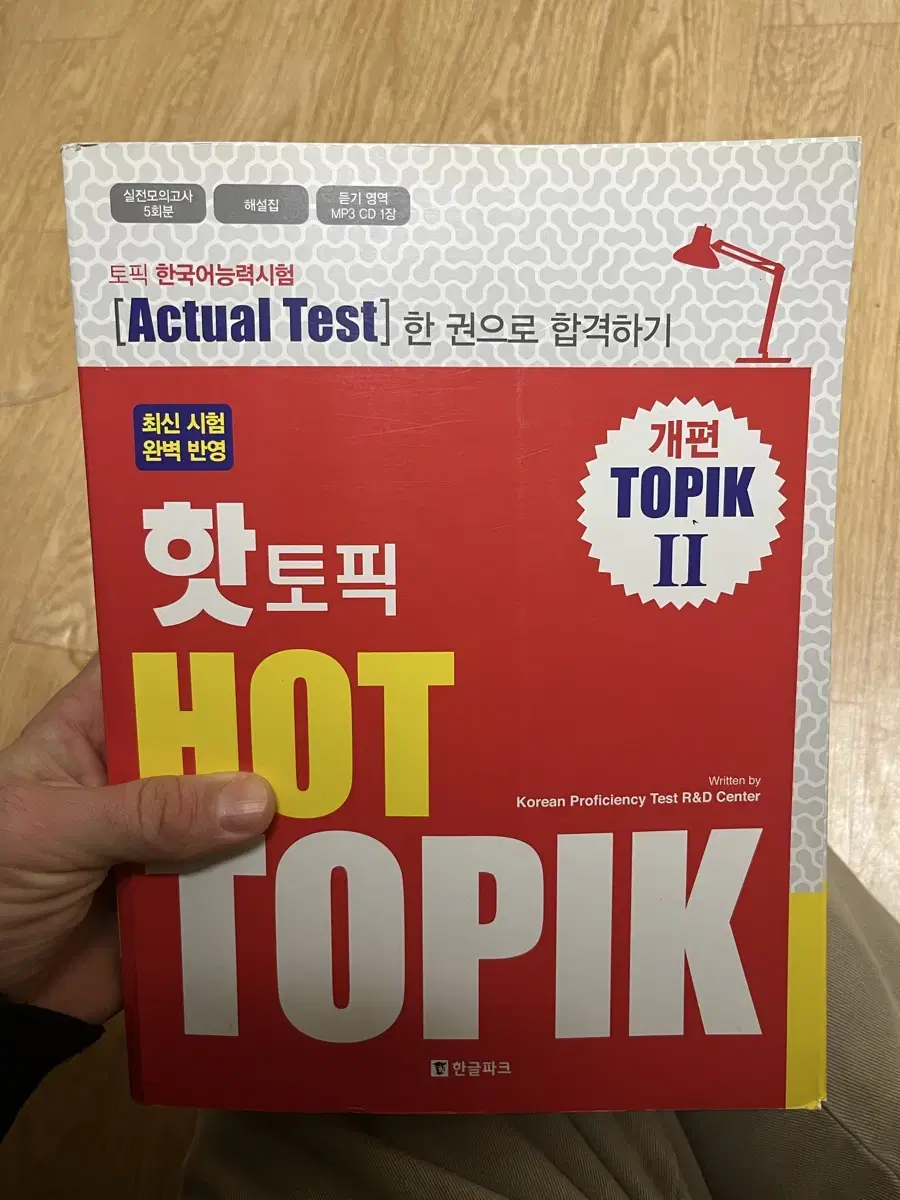 실전모의고사
5회분
해설집
듣기 영역
MP3 CD 1장
토픽 한국어능력시험
[Actual Test] 한 권으로 합격하기
최신 시험
완벽 반영
개편
TOPIK
II
핫토픽
HOT
Written by
Korean Proficiency Test R&D Center
TOPIK
한글파크